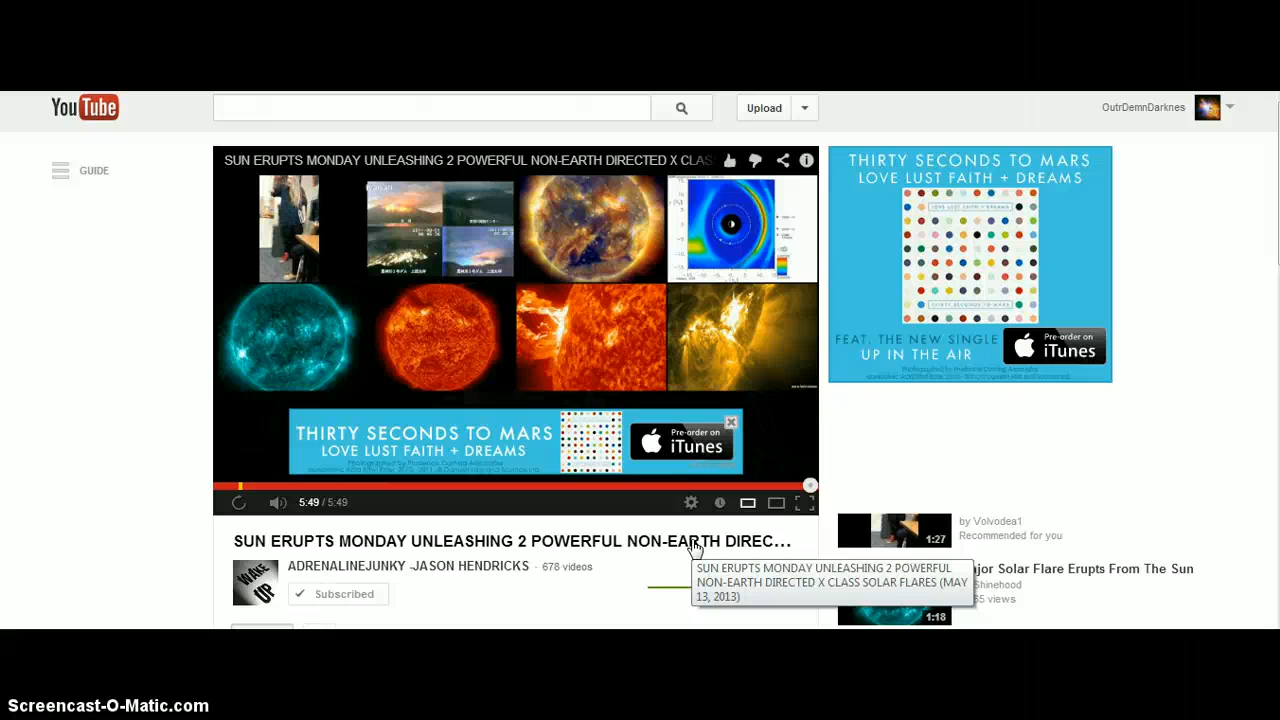 YouTube
Upload
OutrDemnDarknes
GUIDE
SUN ERUPTS MONDAY UNLEASHING 2 POWERFUL NON-EARTH DIRECTED X CLAS
THIRTY SECONDS TO MARS
LOVE LUST FAITH + DREAMS
FEAT. THE NEW SINGLE
UP IN THE AIR
Pre-order on
iTunes
THIRTY SECONDS TO MARS
LOVE LUST FAITH + DREAMS
Pre-order on
iTunes
5:49 / 5:49
SUN ERUPTS MONDAY UNLEASHING 2 POWERFUL NON-EARTH DIREC...
WAKE UP
ADRENALINEJUNKY -JASON HENDRICKS · 678 videos
Subscribed
SUN ERUPTS MONDAY UNLEASHING 2 POWERFUL
NON-EARTH DIRECTED X CLASS SOLAR FLARES (MAY
13, 2013)
1:27
by Volvodea1
Recommended for you
ajor Solar Flare Erupts From The Sun
Shinehood
65 views
1:18
Screencast-O-Matic.com